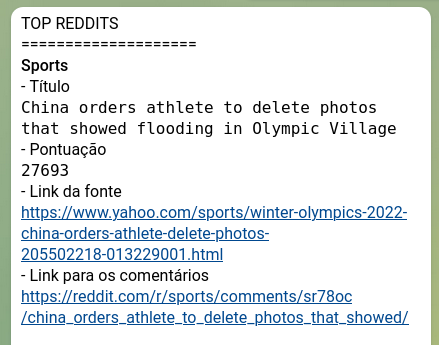 TOP REDDITS
====================
Sports
- Título
China orders athlete to delete photos
that showed flooding in Olympic Village
- Pontuação
27693
- Link da fonte
https://www.yahoo.com/sports/winter-olympics-2022-
china-orders-athlete-delete-photos-
205502218-013229001.html
- Link para os comentários
https://reddit.com/r/sports/comments/sr78oc
/china_orders_athlete_to_delete_photos_that_showed/